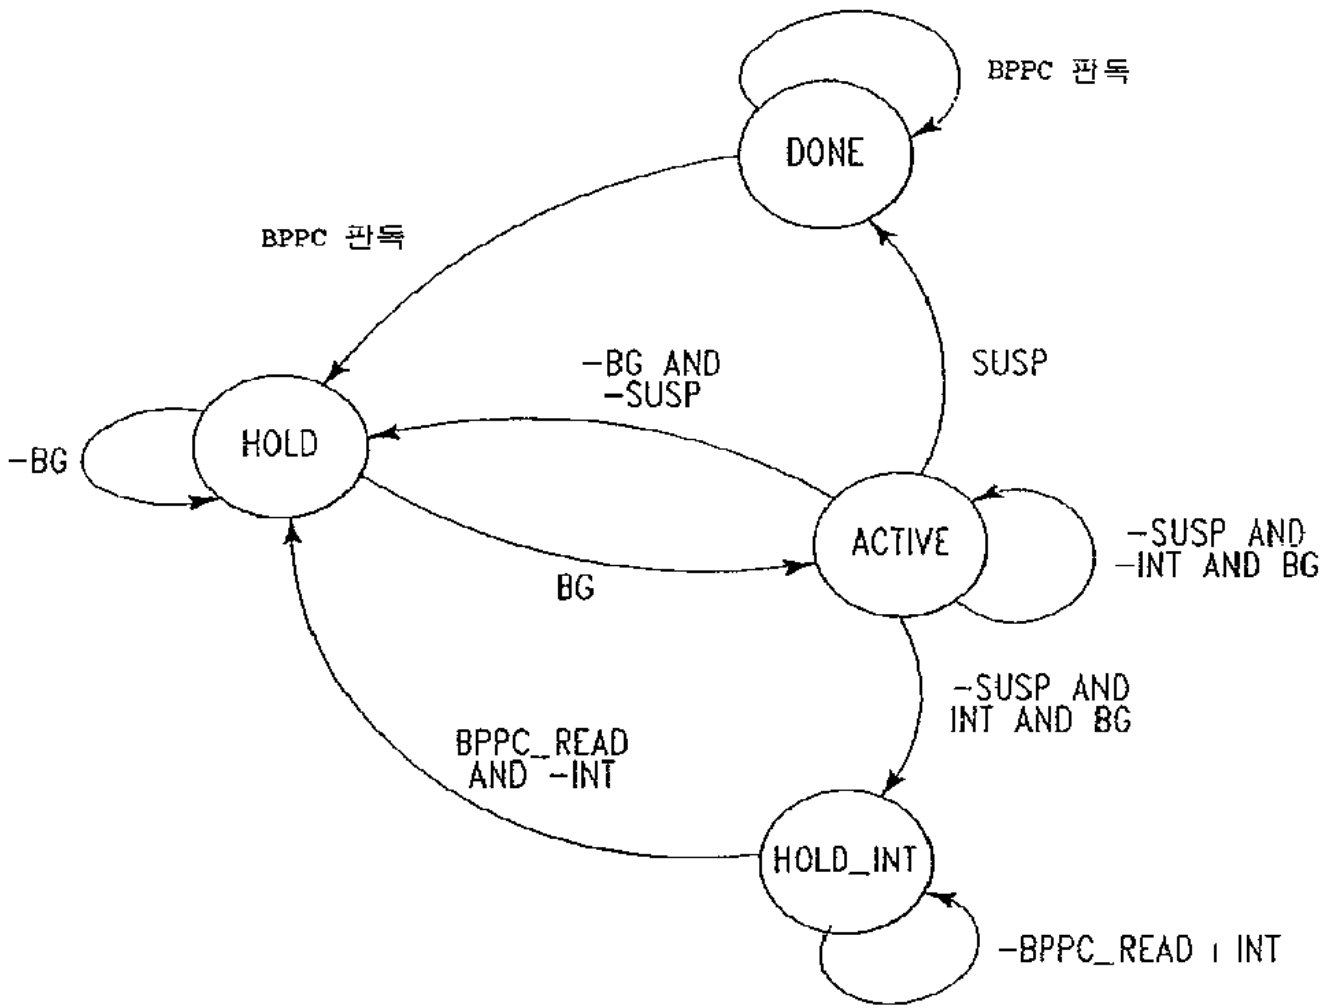 BPPC 판독
DONE
BPPC 판독
-BG AND
-SUSP
SUSP
HOLD
-BG
ACTIVE
-SUSP AND
-INT AND BG
BG
-SUSP AND
INT AND BG
BPPC_READ
AND -INT
HOLD_INT
-BPPC_READ | INT